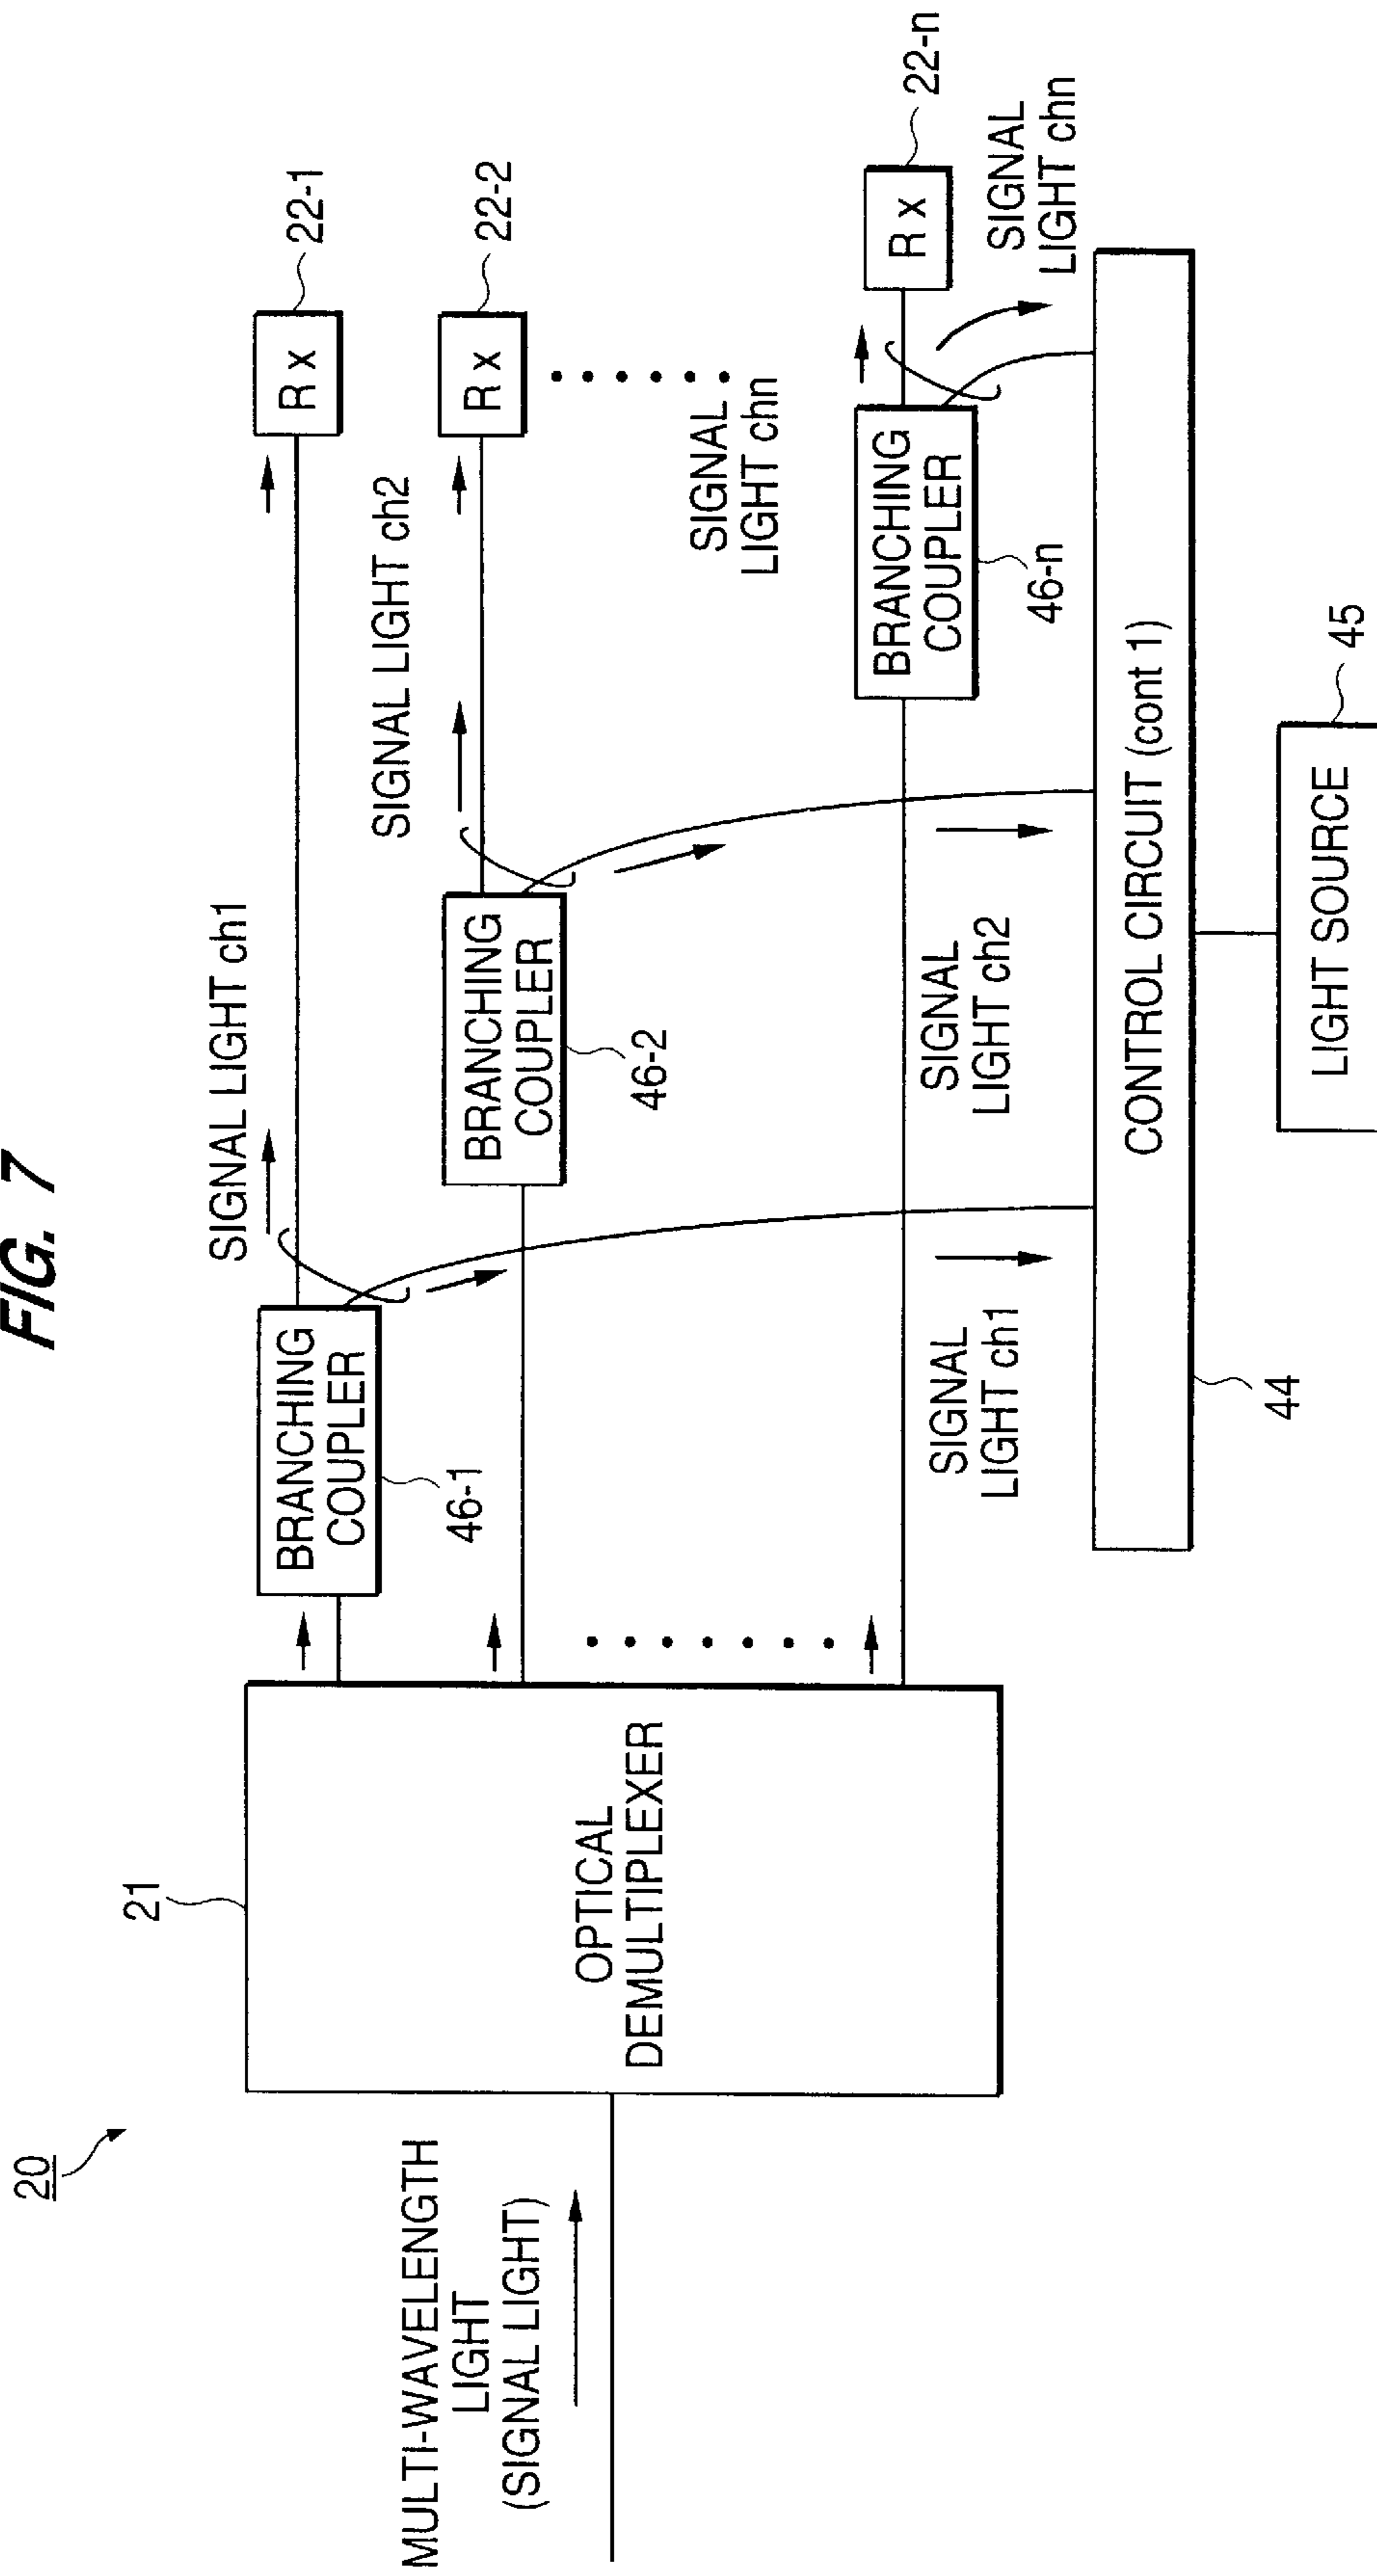 FIG. 7
20
21
MULTI-WAVELENGTH
LIGHT
(SIGNAL LIGHT)
OPTICAL
DEMULTIPLEXER
BRANCHING
COUPLER
46-1
SIGNAL LIGHT ch1
R x
22-1
BRANCHING
COUPLER
46-2
SIGNAL LIGHT ch2
R x
22-2
SIGNAL
LIGHT chn
BRANCHING
COUPLER
46-n
R x
22-n
SIGNAL
LIGHT chn
SIGNAL
LIGHT ch1
SIGNAL
LIGHT ch2
CONTROL CIRCUIT (cont 1)
44
LIGHT SOURCE
45